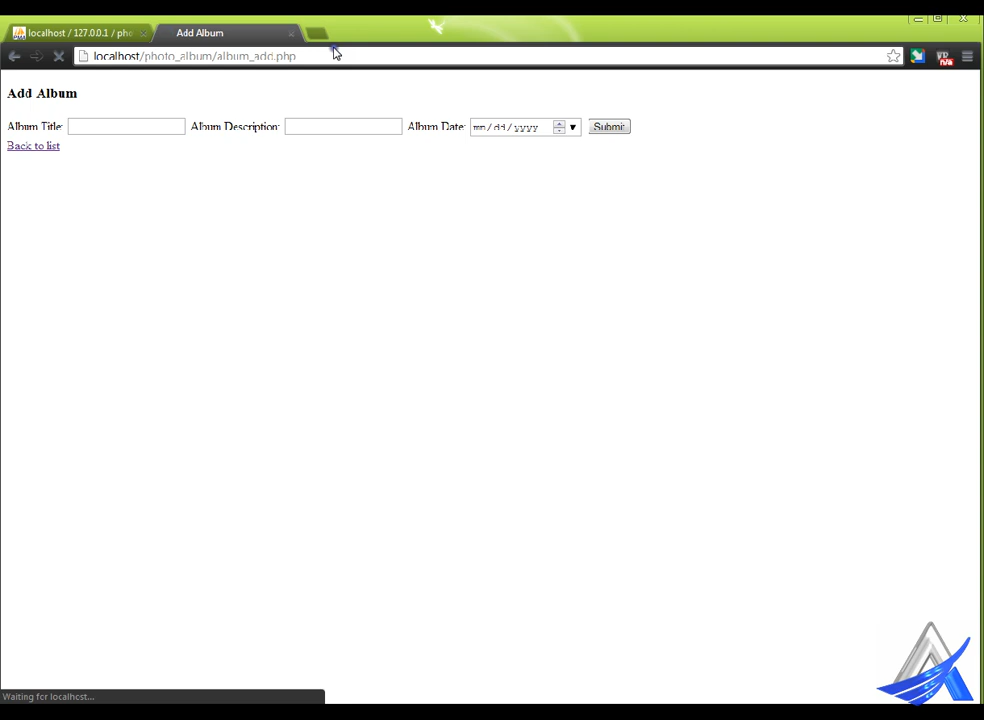 localhost / 127.0.0.1 / pho
Add Album
localhost/photo_album/album_add.php
Add Album
Album Title: Album Description: Album Date: mm/dd/yyyy Submit
Back to list
Waiting for localhost...